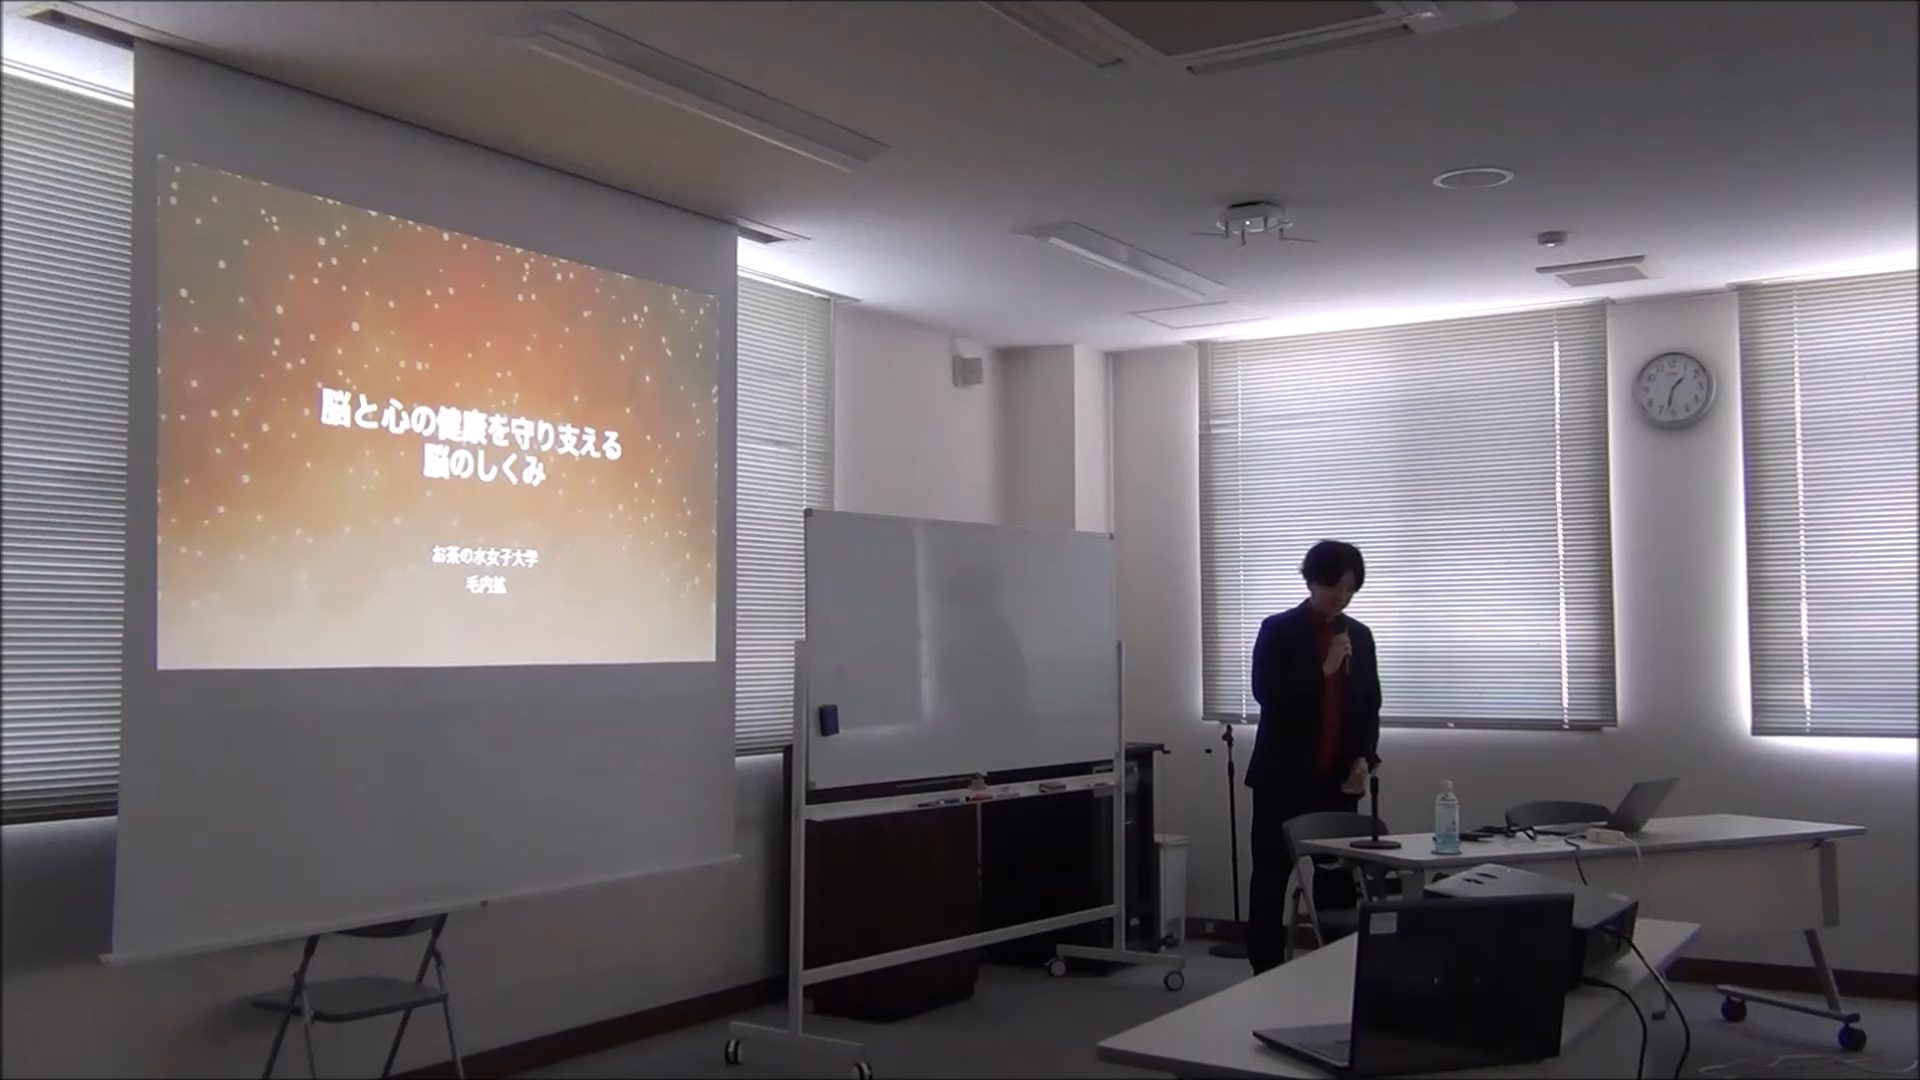 脳と心の健康を守り支える
脳のしくみ
お茶の水女子大学
毛内拡